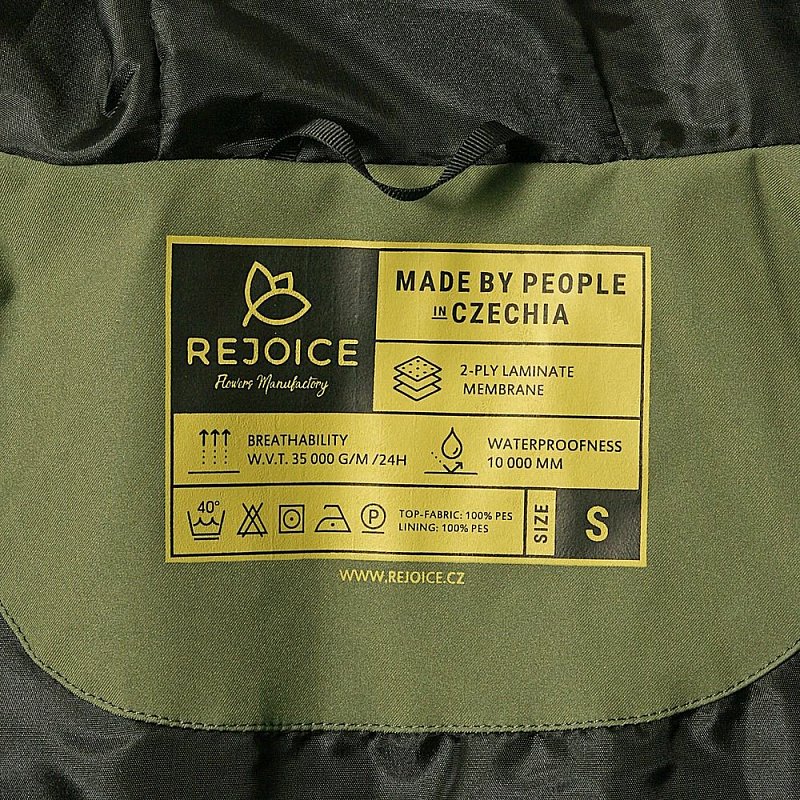 REJOICE
Flowers Manufactory
MADE BY PEOPLE
IN CZECHIA
2-PLY LAMINATE
MEMBRANE
BREATHABILITY
W.V.T. 35 000 G/M /24H
WATERPROOFNESS
10 000 MM
40°
P
TOP-FABRIC: 100% PES
LINING: 100% PES
SIZE
S
WWW.REJOICE.CZ